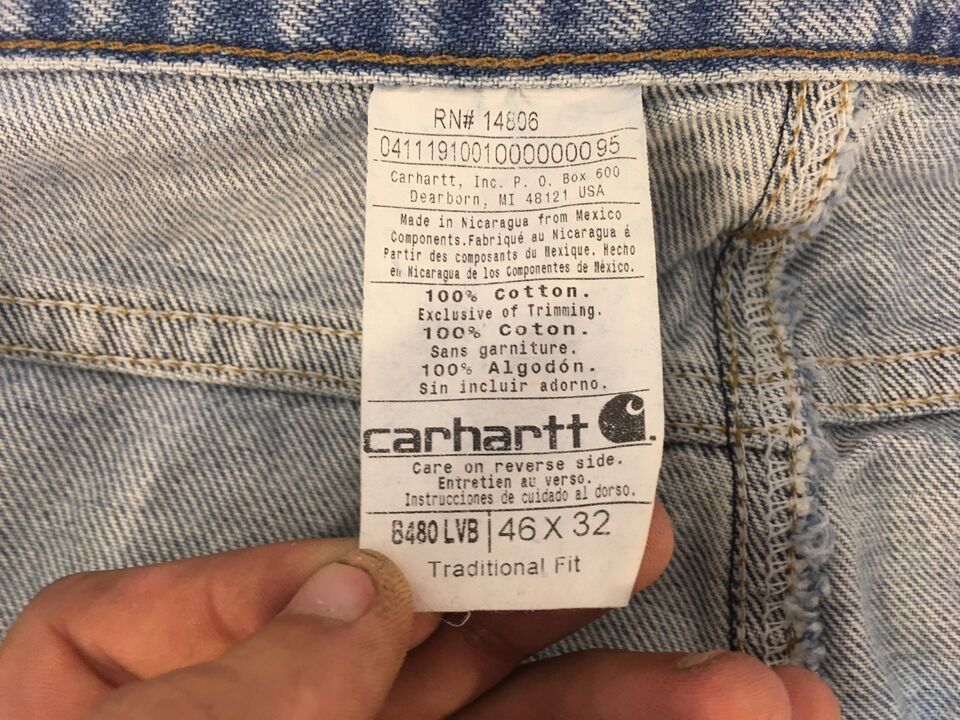 RN# 14806
0411191001000000095
Carhartt, Inc. P. O. Box 600
Dearborn, MI 48121 USA
Made in Nicaragua from Mexico
Components.Fabriqué au Nicaragua á
Partir des composants du Mexique. Hecho
en Nicaragua de los Componentes de México.
100% Cotton.
Exclusive of Trimming.
100% Coton.
Sans garniture.
100% Algodón.
Sin incluir adorno.
carhartt
Care on reverse side.
Entretien au verso.
Instrucciones de cuidado al dorso.
B480 LVB | 46 X 32
Traditional Fit